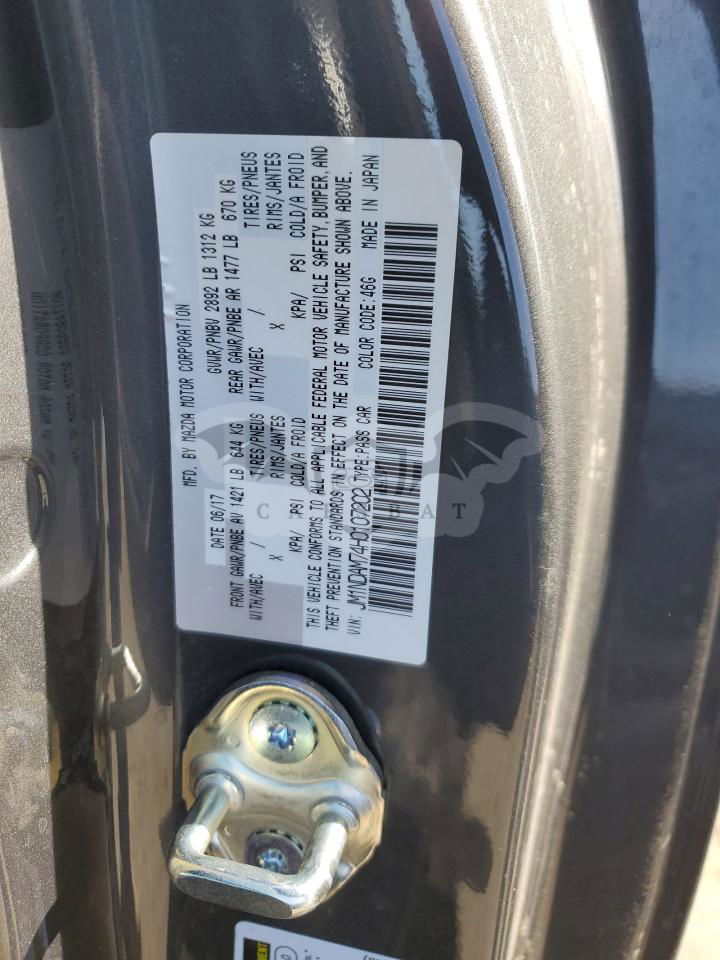 MFD. BY MAZDA MOTOR CORPORATION
DATE 06/17 GVWR/PNBV 2892 LB 1312 KG
FRONT GAWR/PNBE AV 1421 LB 644 KG REAR GAWR/PNBE AR 1477 LB 670 KG
WITH/AVEC / TIRES/PNEUS WITH/AVEC / TIRES/PNEUS
X RIMS/JANTES X RIMS/JANTES
KPA/ PSI COLD/A FROID KPA/ PSI COLD/A FROID
THIS VEHICLE CONFORMS TO ALL APPLICABLE FEDERAL MOTOR VEHICLE SAFETY, BUMPER, AND
THEFT PREVENTION STANDARDS IN EFFECT ON THE DATE OF MANUFACTURE SHOWN ABOVE.
VIN: JM1NDAM74H0107202 TYPE:PASS CAR COLOR CODE:46G MADE IN JAPAN
CAR BAT